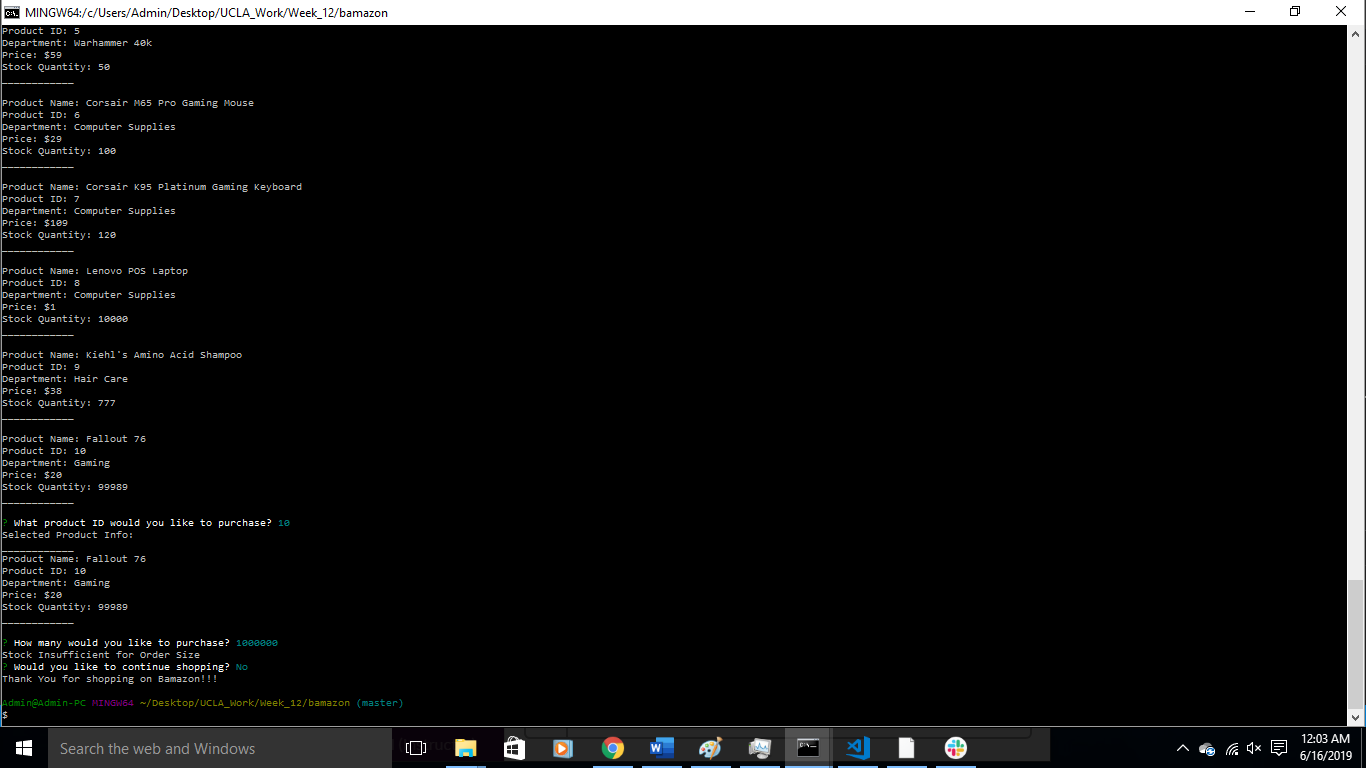 MINGW64:/c/Users/Admin/Desktop/UCLA_Work/Week_12/bamazon
Product ID: 5
Department: Warhammer 40k
Price: $59
Stock Quantity: 50
____________
Product Name: Corsair M65 Pro Gaming Mouse
Product ID: 6
Department: Computer Supplies
Price: $29
Stock Quantity: 100
____________
Product Name: Corsair K95 Platinum Gaming Keyboard
Product ID: 7
Department: Computer Supplies
Price: $109
Stock Quantity: 120
____________
Product Name: Lenovo POS Laptop
Product ID: 8
Department: Computer Supplies
Price: $1
Stock Quantity: 10000
____________
Product Name: Kiehl's Amino Acid Shampoo
Product ID: 9
Department: Hair Care
Price: $38
Stock Quantity: 777
____________
Product Name: Fallout 76
Product ID: 10
Department: Gaming
Price: $20
Stock Quantity: 99989
____________
? What product ID would you like to purchase? 10
Selected Product Info:
____________
Product Name: Fallout 76
Product ID: 10
Department: Gaming
Price: $20
Stock Quantity: 99989
____________
? How many would you like to purchase? 1000000
Stock Insufficient for Order Size
? Would you like to continue shopping? No
Thank You for shopping on Bamazon!!!
Admin@Admin-PC MINGW64 ~/Desktop/UCLA_Work/Week_12/bamazon (master)
$
Search the web and Windows
12:03 AM
6/16/2019